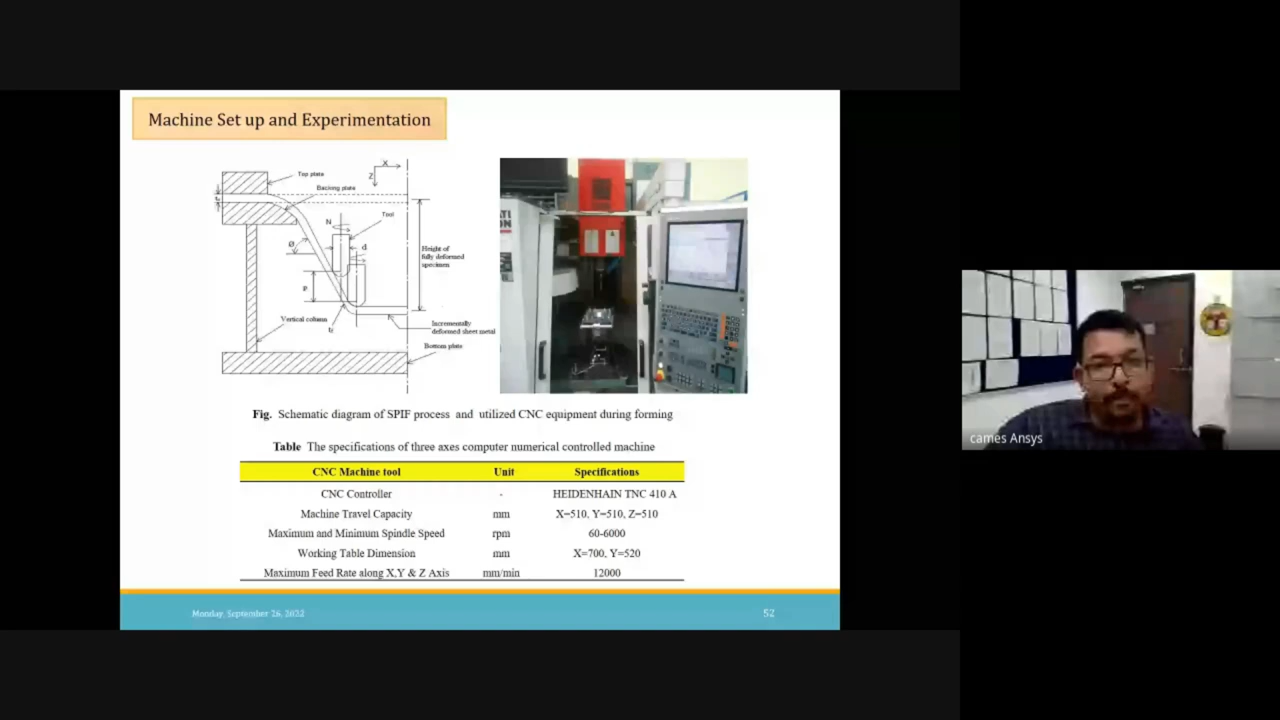 Machine Set up and Experimentation
X
Z
Top plate
Backing plate
N
Tool
d
Ø
Height of
fully deformed
specimen
P
Vertical column
Incrementally
deformed sheet metal
Bottom plate
Fig. Schematic diagram of SPIF process and utilized CNC equipment during forming
Table The specifications of three axes computer numerical controlled machine
CNC Machine tool Unit Specifications
CNC Controller - HEIDENHAIN TNC 410 A
Machine Travel Capacity mm X=510, Y=510, Z=510
Maximum and Minimum Spindle Speed rpm 60-6000
Working Table Dimension mm X=700, Y=520
Maximum Feed Rate along X,Y & Z Axis mm/min 12000
Monday, September 26, 2022
52
cames Ansys